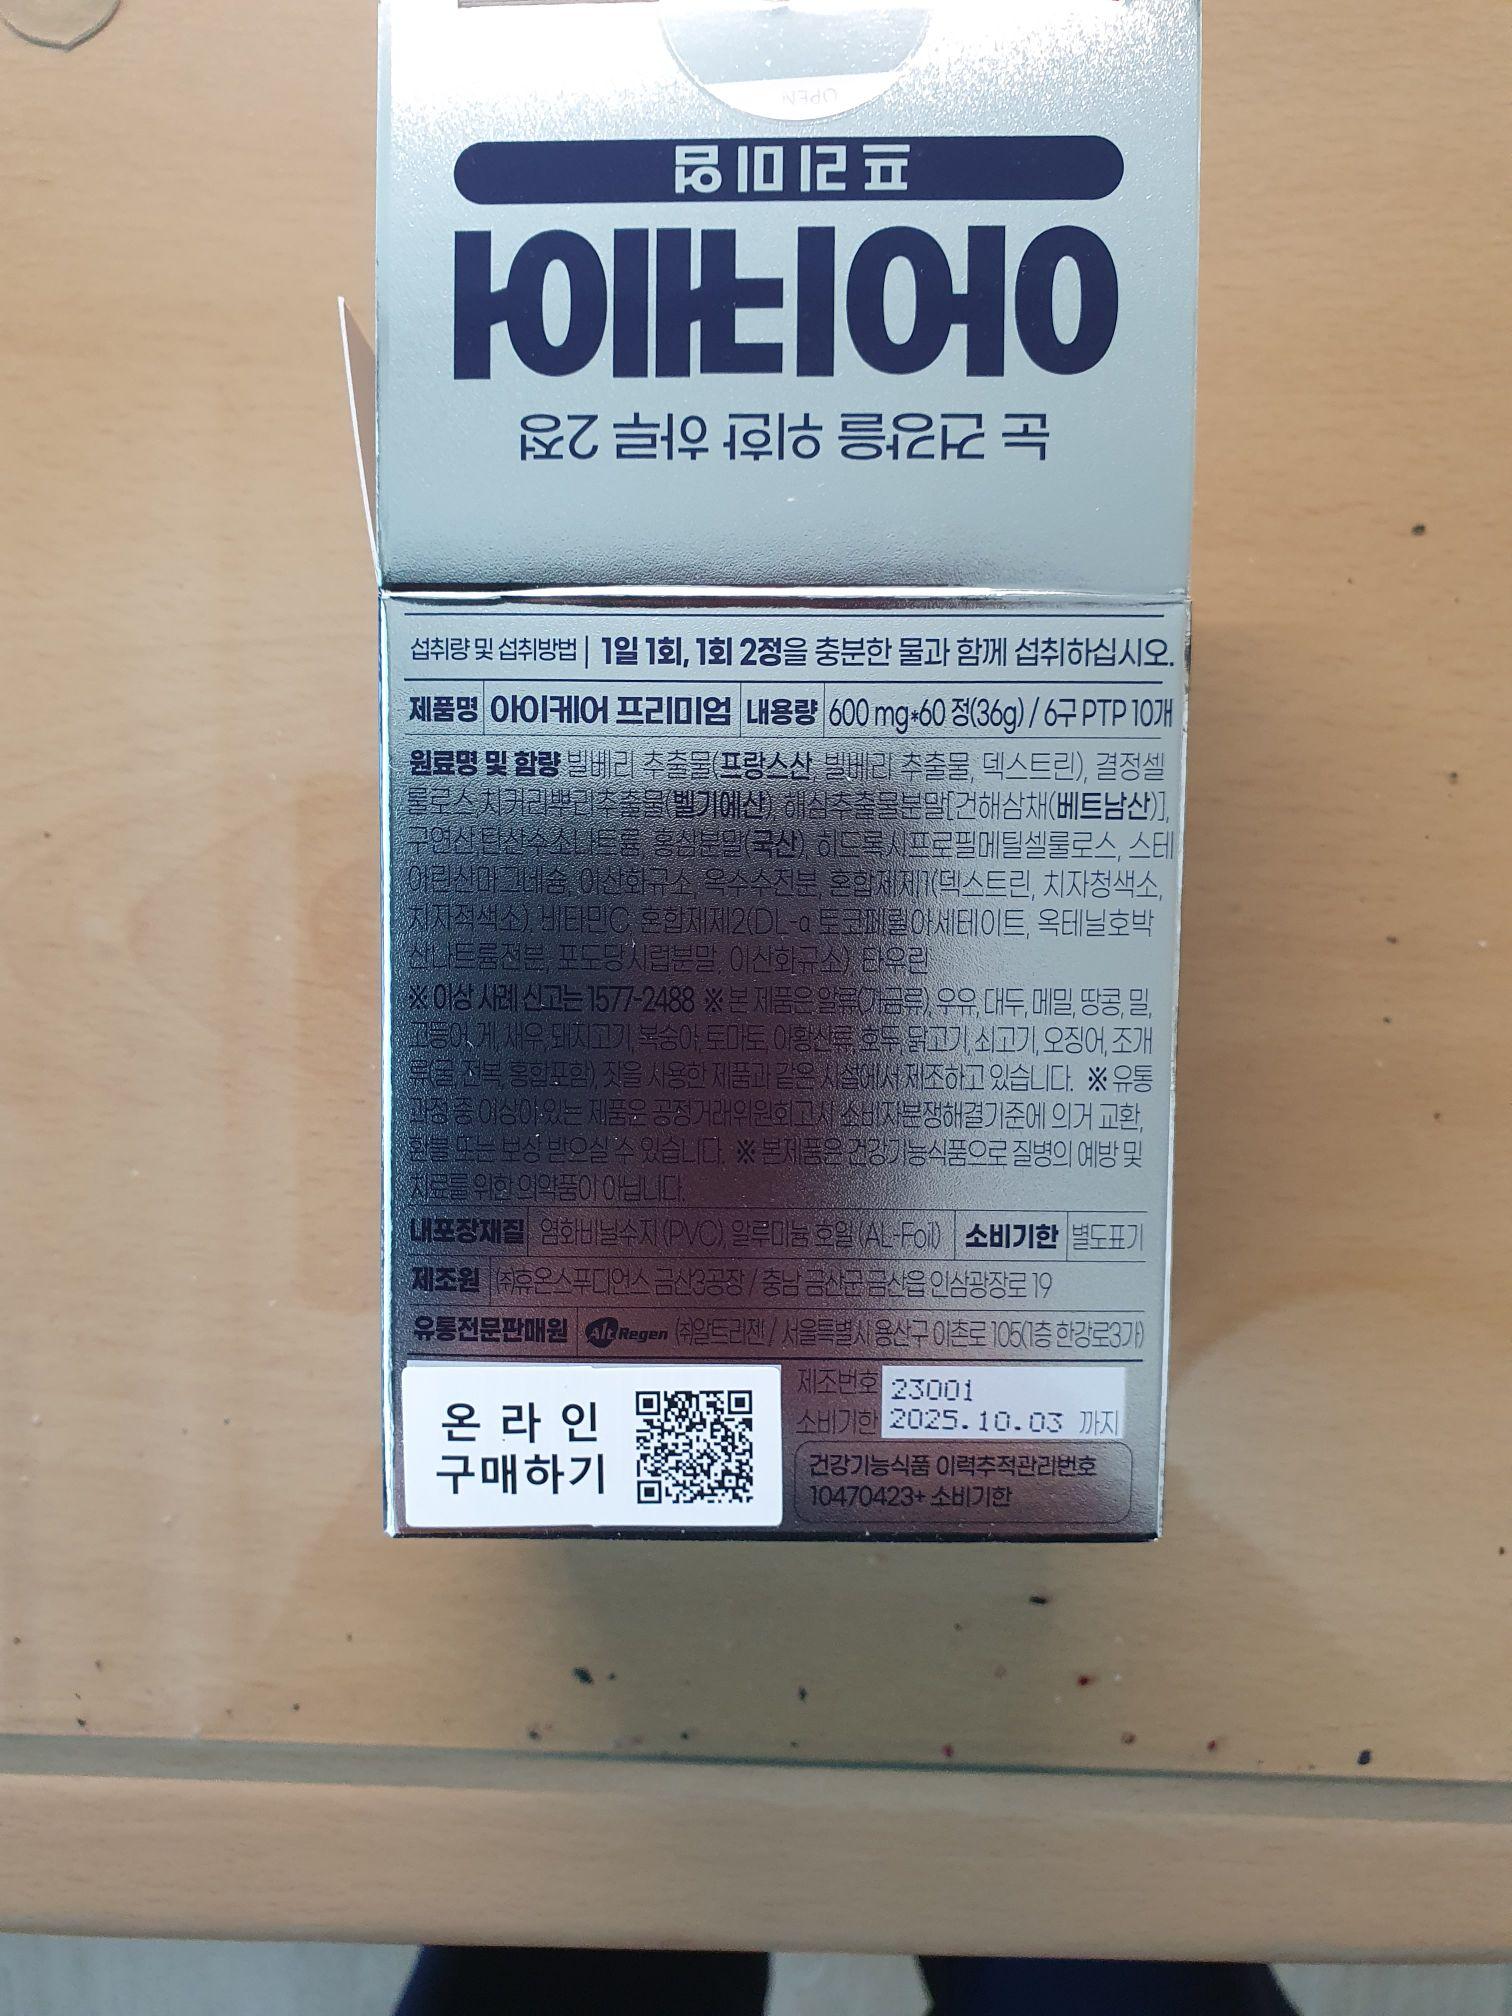 OPEN
프리미엄
아이케어
눈 건강을 위한 하루 2정
섭취량 및 섭취방법 | 1일 1회, 1회 2정을 충분한 물과 함께 섭취하십시오.
제품명 아이케어 프리미엄 내용량 600 mg*60 정(36g) / 6구 PTP 10개
원료명 및 함량 빌베리 추출물(프랑스산, 빌베리 추출물, 덱스트린), 결정셀
룰로스, 치커리뿌리추출물(벨기에산), 해삼추출물분말[건해삼채(베트남산)],
구연산, 탄산수소나트륨, 홍삼분말(국산), 히드록시프로필메틸셀룰로스, 스테
아린산마그네슘, 이산화규소, 옥수수전분, 혼합제제1(덱스트린, 치자청색소,
치자적색소), 비타민C, 혼합제제2(DL-α-토코페릴아세테이트, 옥테닐호박
산나트륨전분, 포도당시럽분말, 이산화규소), 타우린
※ 이상 사례 신고는 1577-2488 ※ 본 제품은 알류(가금류), 우유, 대두, 메밀, 땅콩, 밀,
고등어, 게, 새우, 돼지고기, 복숭아, 토마토, 아황산류, 호두, 닭고기, 쇠고기, 오징어, 조개
류(굴, 전복, 홍합포함), 잣을 사용한 제품과 같은 시설에서 제조하고 있습니다. ※ 유통
과정 중 이상이 있는 제품은 공정거래위원회고시 소비자분쟁해결기준에 의거 교환,
환불 또는 보상 받으실 수 있습니다. ※ 본제품은 건강기능식품으로 질병의 예방 및
치료를 위한 의약품이 아닙니다.
내포장재질 염화비닐수지(PVC), 알루미늄 호일(AL-Foil) 소비기한 별도표기
제조원 ㈜휴온스푸디언스 금산3공장 / 충남 금산군 금산읍 인삼광장로 19
유통전문판매원 Alt Regen ㈜알트리젠 / 서울특별시 용산구 이촌로 105(1층 한강로3가)
온라인
구매하기
제조번호 23001
소비기한 2025.10.03 까지
건강기능식품 이력추적관리번호
10470423+ 소비기한